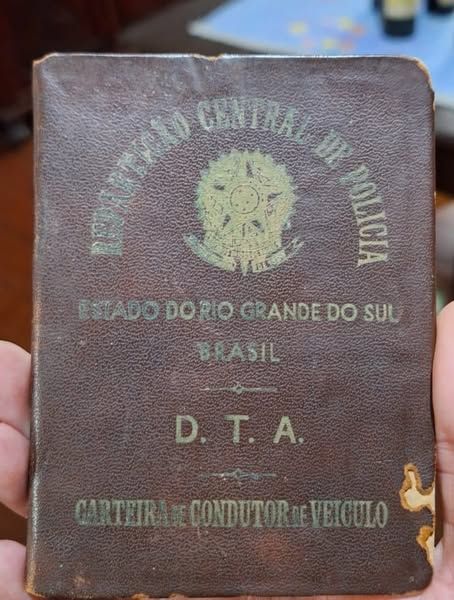 REPARTIÇÃO CENTRAL DE POLICIA
ESTADO DO RIO GRANDE DO SUL
BRASIL
D. T. A.
CARTEIRA DE CONDUTOR DE VEICULO